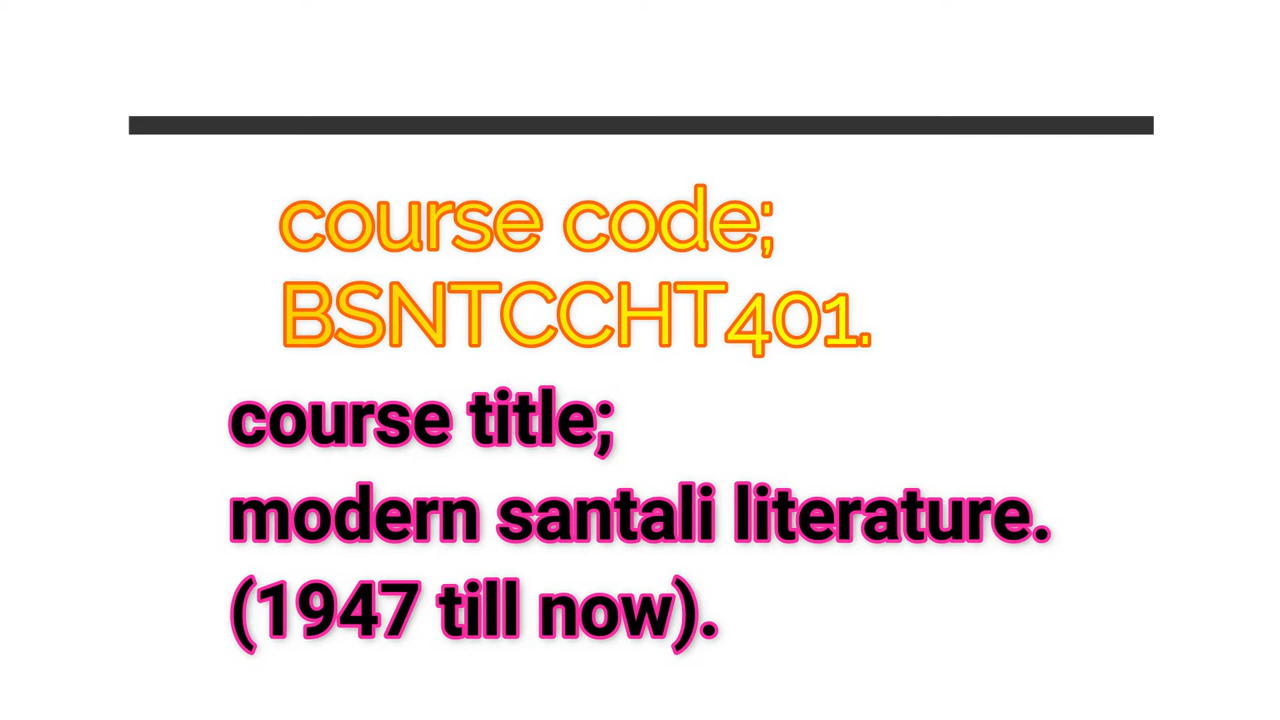 course code;
BSNTCCHT401.
course title;
modern santali literature.
(1947 till now).